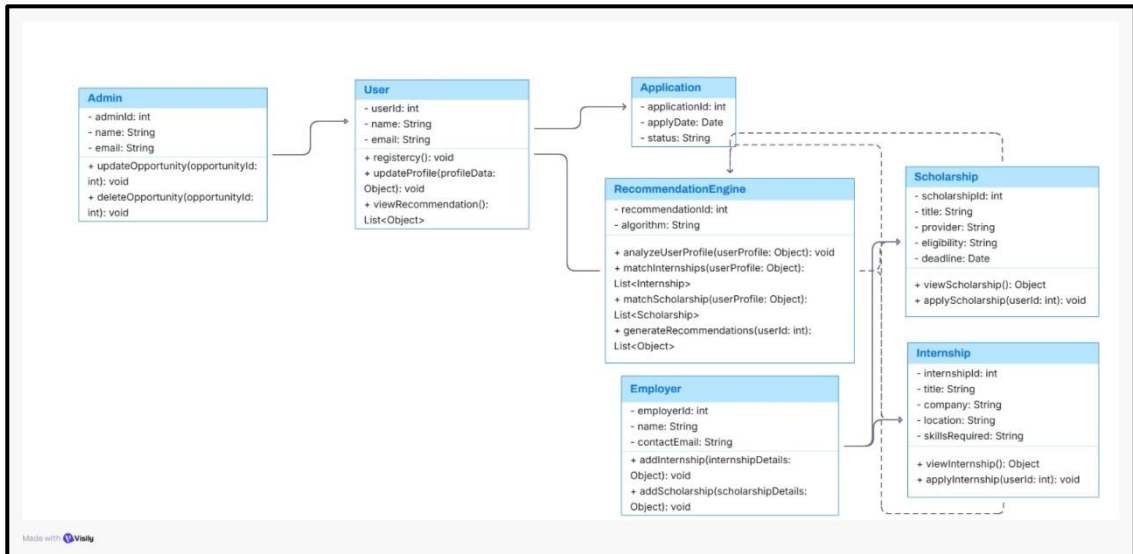 Admin
- adminId: int
- name: String
- email: String
+ updateOpportunity(opportunityId:
int): void
+ deleteOpportunity(opportunityId:
int): void
User
- userId: int
- name: String
- email: String
+ registercy(): void
+ updateProfile(profileData:
Object): void
+ viewRecommendation():
List<Object>
Application
- applicationId: int
- applyDate: Date
- status: String
RecommendationEngine
- recommendationId: int
- algorithm: String
+ analyzeUserProfile(userProfile: Object): void
+ matchInternships(userProfile: Object):
List<Internship>
+ matchScholarship(userProfile: Object):
List<Scholarship>
+ generateRecommendations(userId: int):
List<Object>
Employer
- employerId: int
- name: String
- contactEmail: String
+ addInternship(internshipDetails:
Object): void
+ addScholarship(scholarshipDetails:
Object): void
Scholarship
- scholarshipId: int
- title: String
- provider: String
- eligibility: String
- deadline: Date
+ viewScholarship(): Object
+ applyScholarship(userId: int): void
Internship
- internshipId: int
- title: String
- company: String
- location: String
- skillsRequired: String
+ viewInternship(): Object
+ applyInternship(userId: int): void
Made with Visily